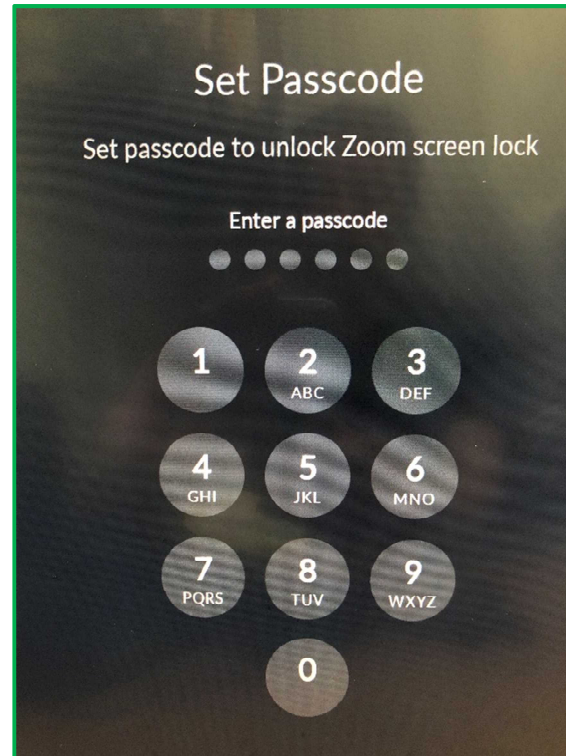 Set Passcode
Set passcode to unlock Zoom screen lock
Enter a passcode
1 2 3
ABC DEF
4 5 6
GHI JKL MNO
7 8 9
PQRS TUV WXYZ
0